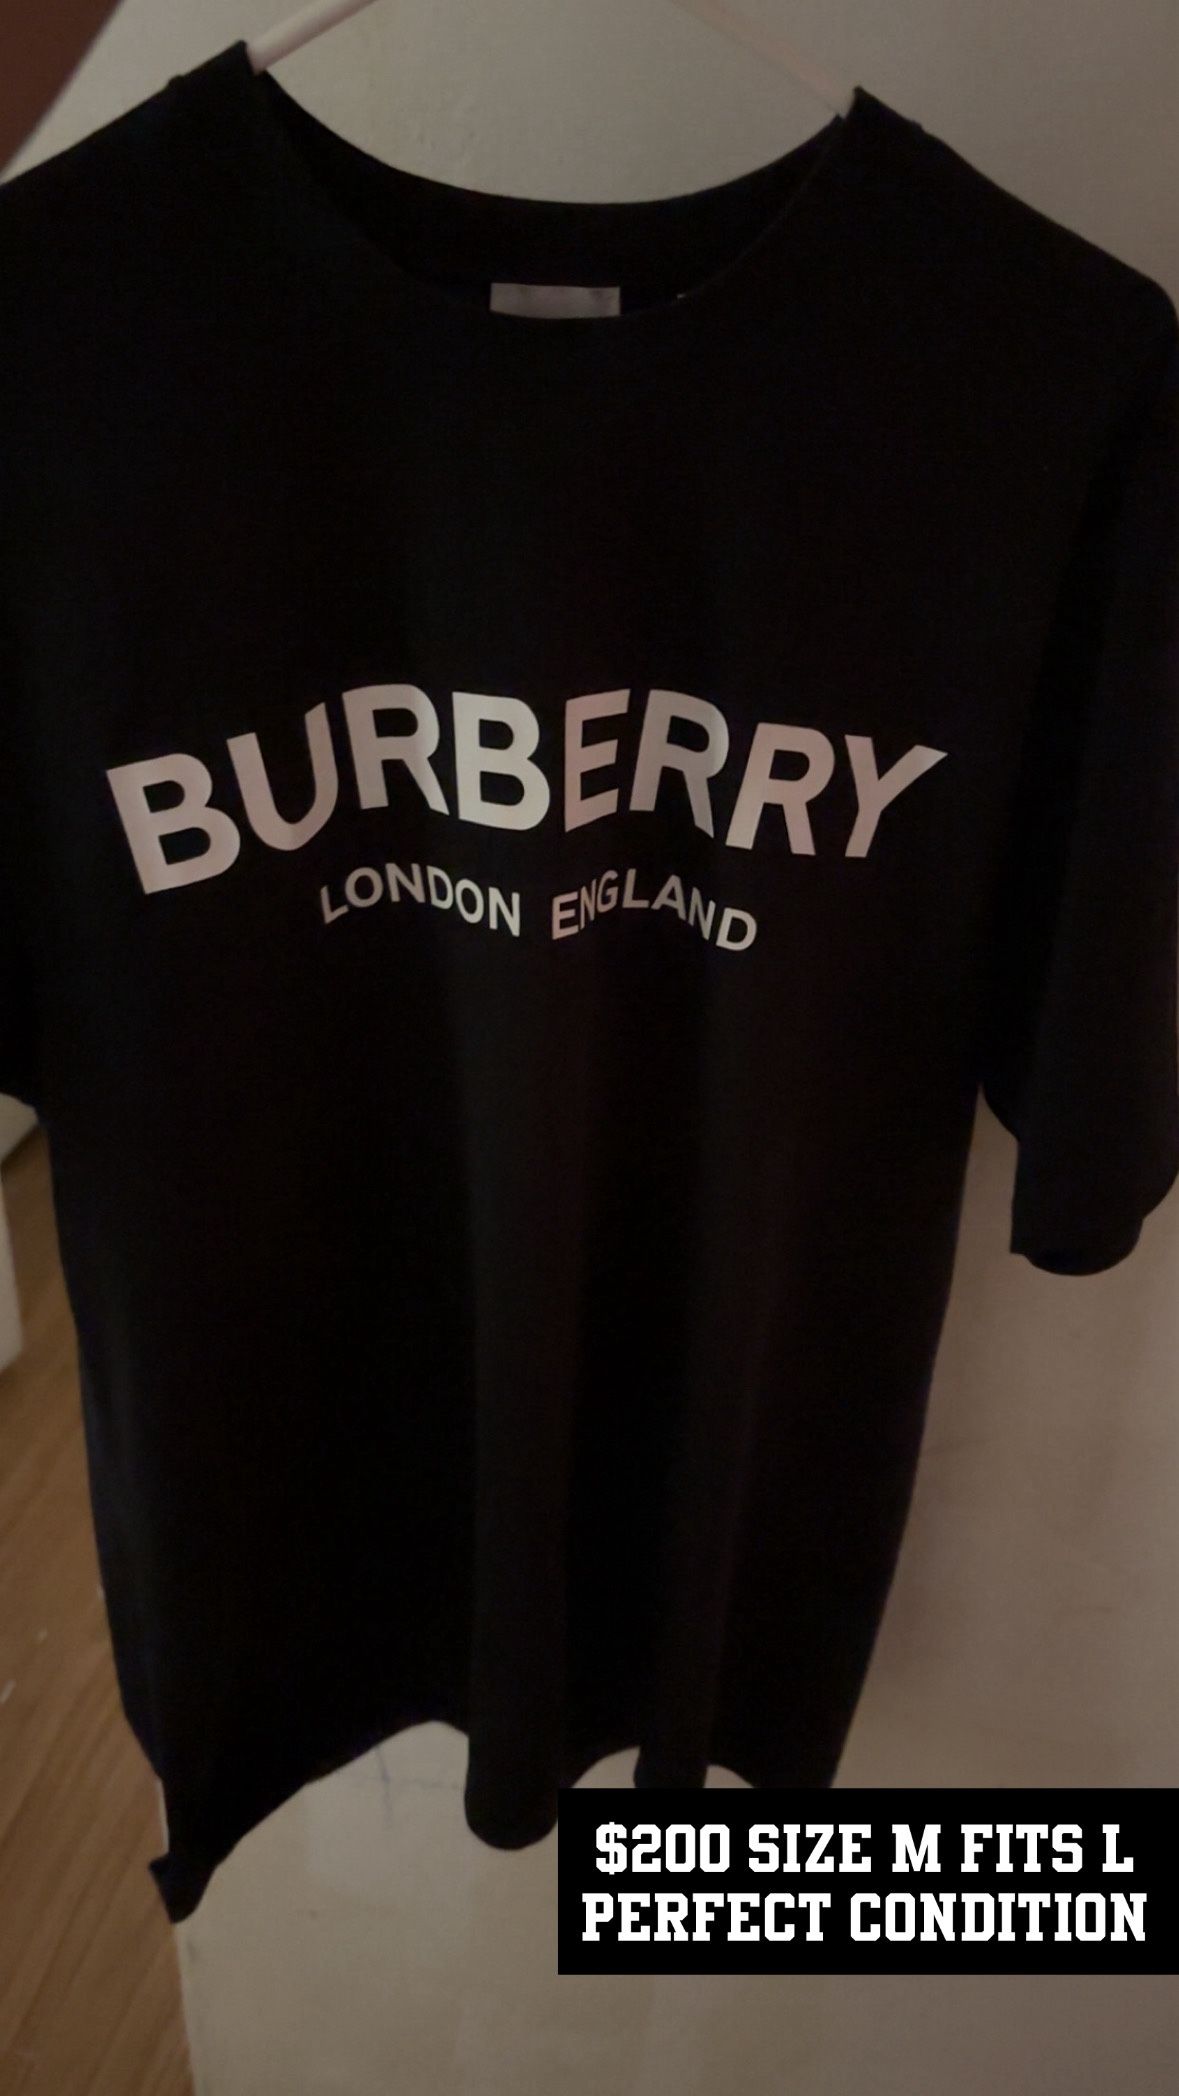 BURBERRY
LONDON ENGLAND
$200 SIZE M FITS L
PERFECT CONDITION